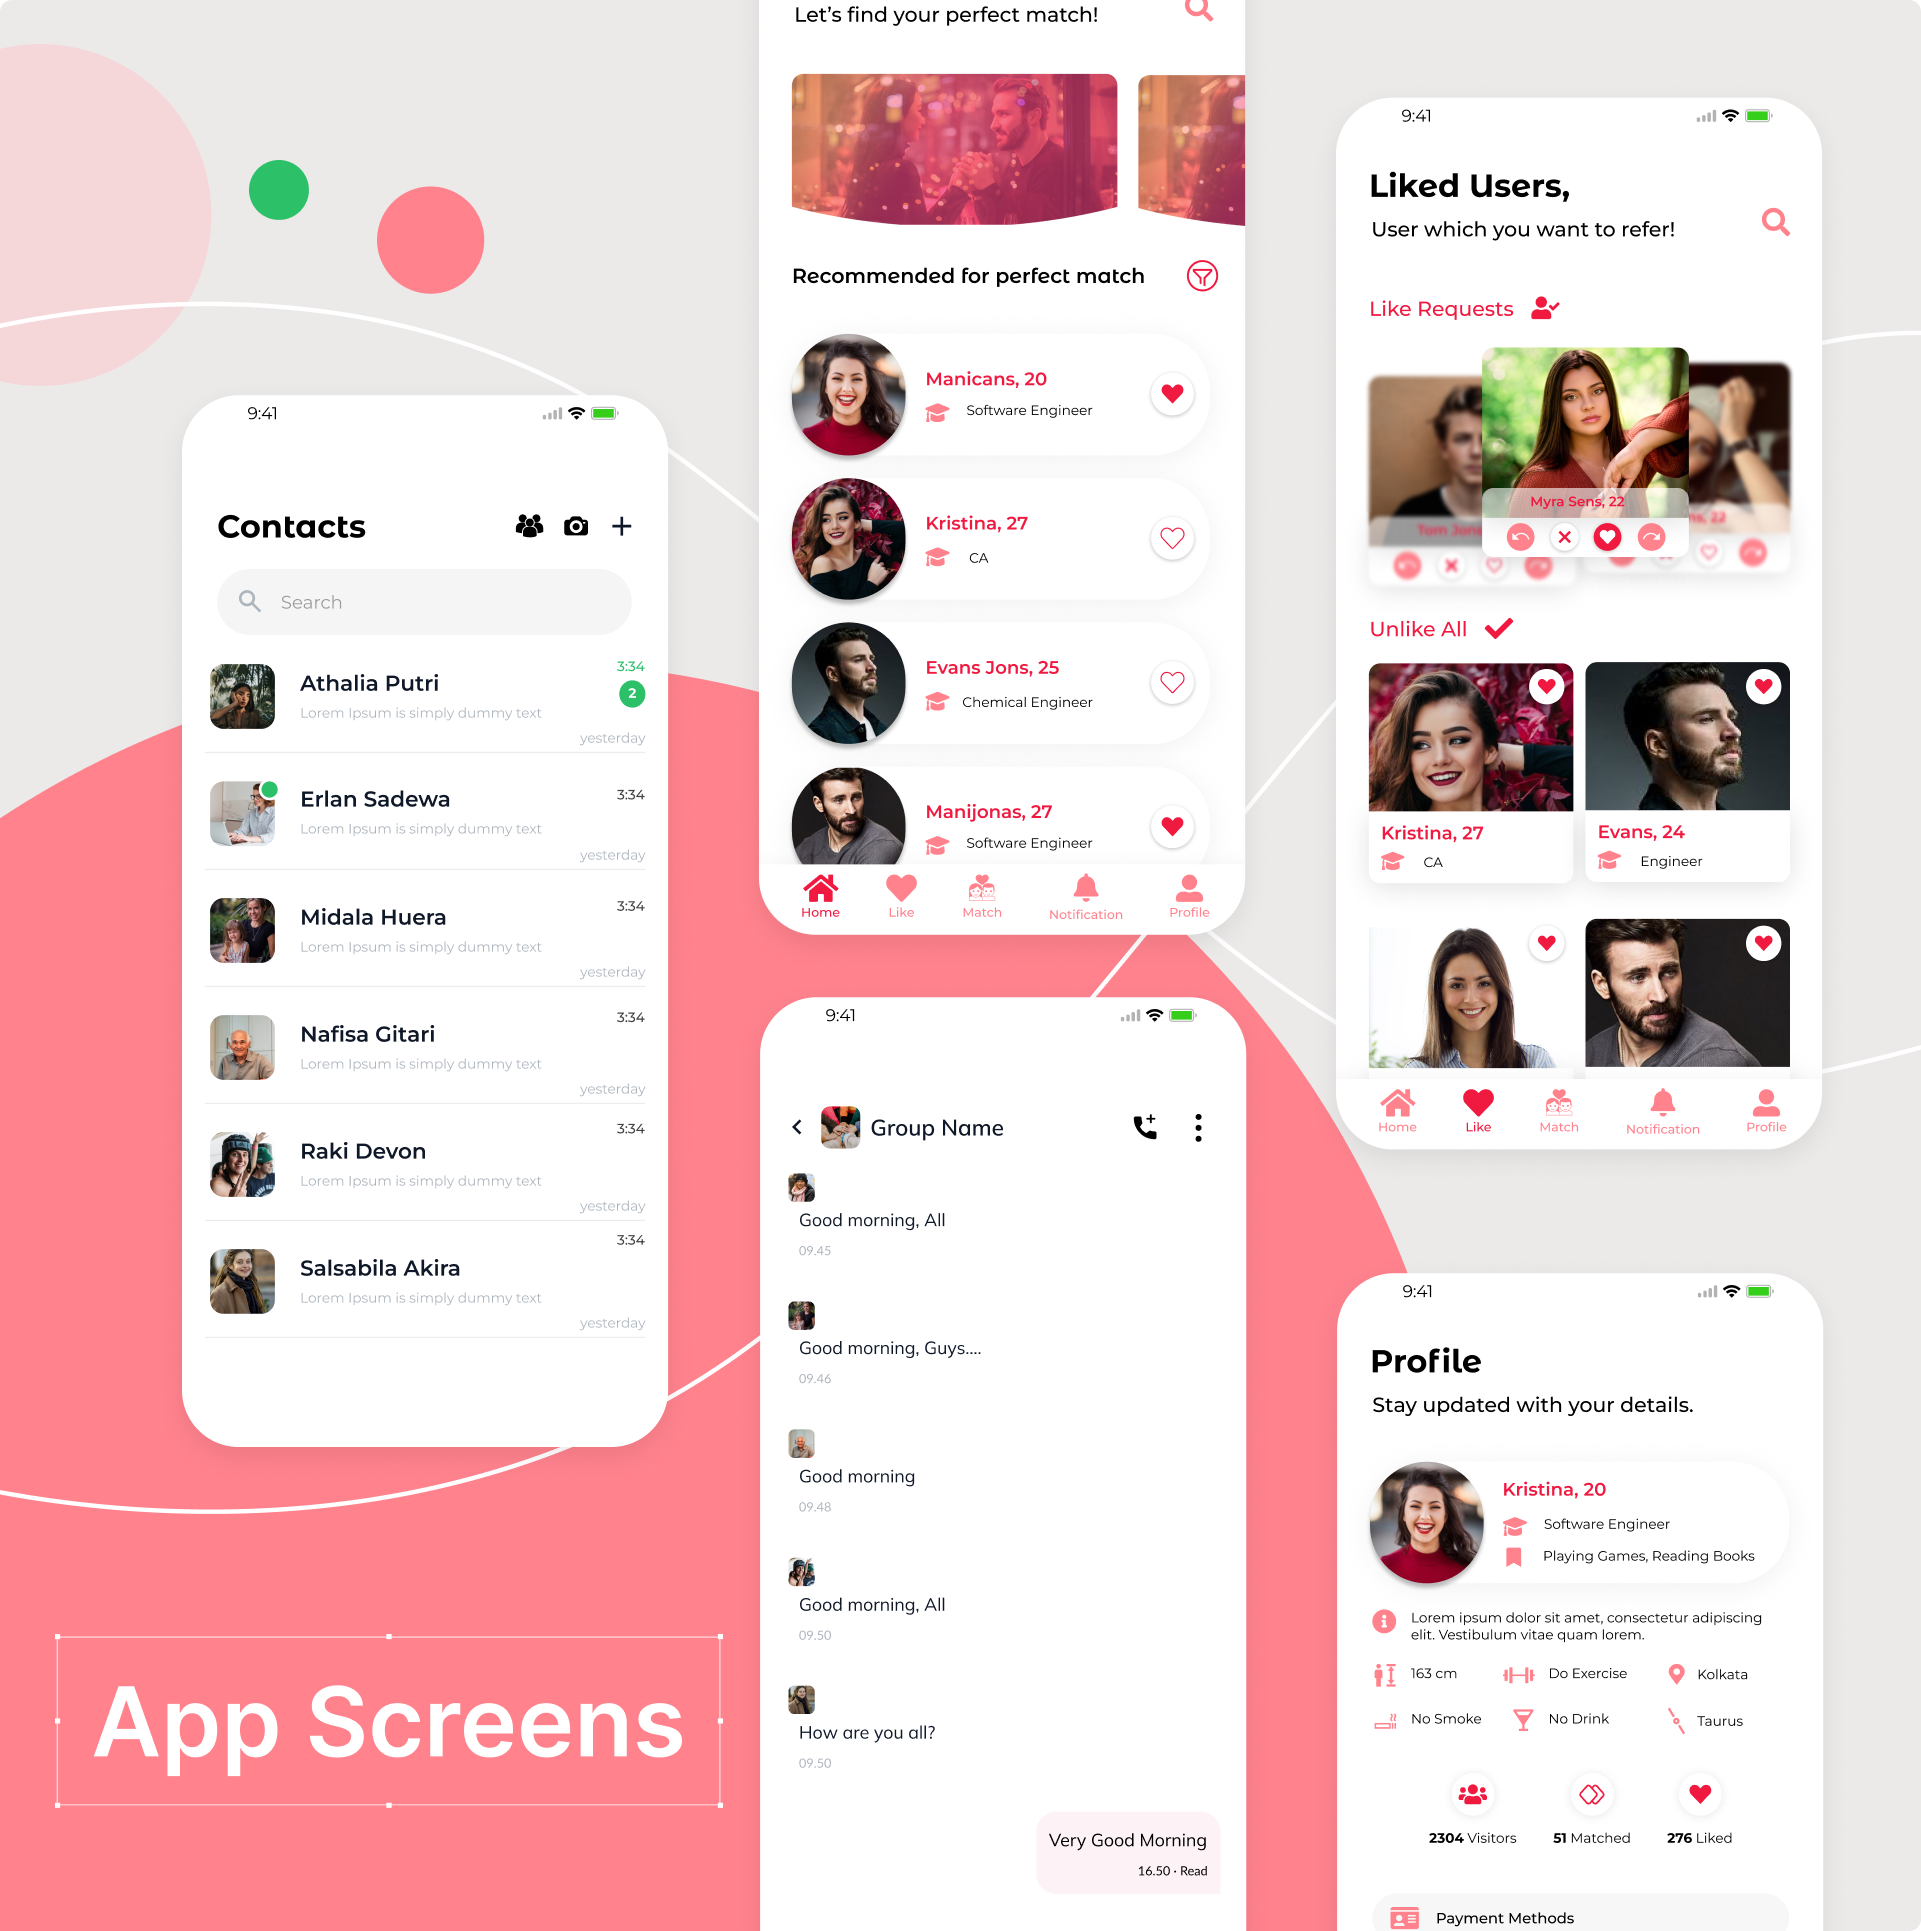 Let's find your perfect match!
Recommended for perfect match
Manicans, 20
Software Engineer
Kristina, 27
CA
Evans Jons, 25
Chemical Engineer
Manijonas, 27
Software Engineer
Home
Like
Match
Notification
Profile
9:41
Liked Users,
User which you want to refer!
Like Requests
Myra Sens, 22
Tom Jons
22
Unlike All
Kristina, 27
CA
Evans, 24
Engineer
Home
Like
Match
Notification
Profile
9:41
Contacts
Search
Athalia Putri
3:34
2
Lorem Ipsum is simply dummy text
yesterday
Erlan Sadewa
3:34
Lorem Ipsum is simply dummy text
yesterday
Midala Huera
3:34
Lorem Ipsum is simply dummy text
yesterday
Nafisa Gitari
3:34
Lorem Ipsum is simply dummy text
yesterday
Raki Devon
3:34
Lorem Ipsum is simply dummy text
yesterday
Salsabila Akira
3:34
Lorem Ipsum is simply dummy text
yesterday
App Screens
9:41
Group Name
Good morning, All
09.45
Good morning, Guys....
09.46
Good morning
09.48
Good morning, All
09.50
How are you all?
09.50
Very Good Morning
16.50 · Read
9:41
Profile
Stay updated with your details.
Kristina, 20
Software Engineer
Playing Games, Reading Books
Lorem ipsum dolor sit amet, consectetur adipiscing
elit. Vestibulum vitae quam lorem.
163 cm
Do Exercise
Kolkata
No Smoke
No Drink
Taurus
2304 Visitors
51 Matched
276 Liked
Payment Methods